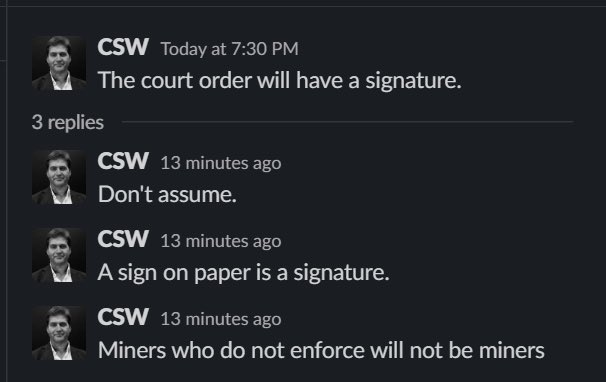 CSW Today at 7:30 PM
The court order will have a signature.
3 replies
CSW 13 minutes ago
Don't assume.
CSW 13 minutes ago
A sign on paper is a signature.
CSW 13 minutes ago
Miners who do not enforce will not be miners